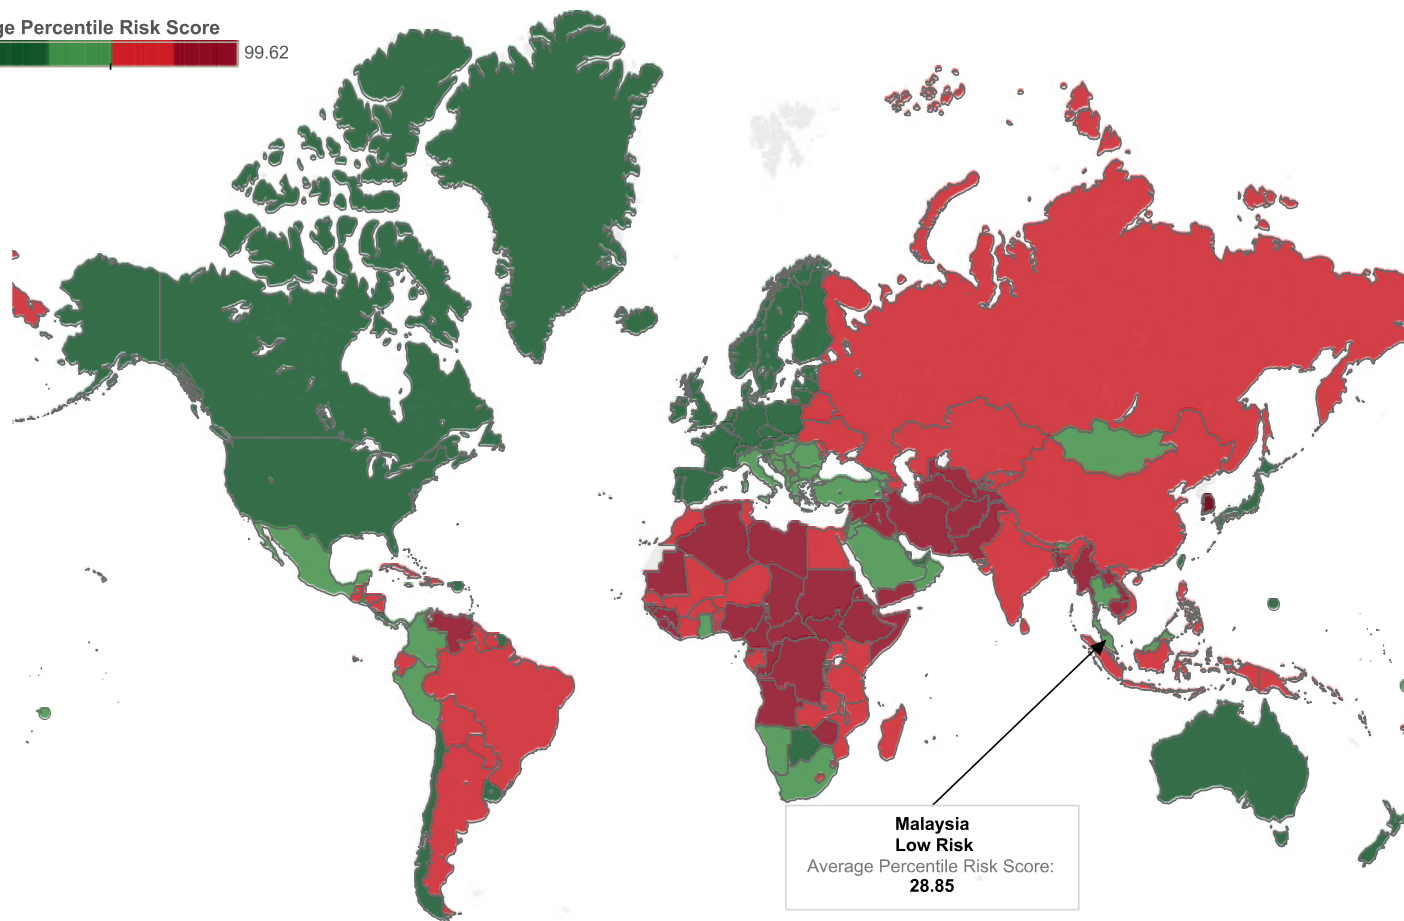 ge Percentile Risk Score
99.62
Malaysia
Low Risk
Average Percentile Risk Score:
28.85